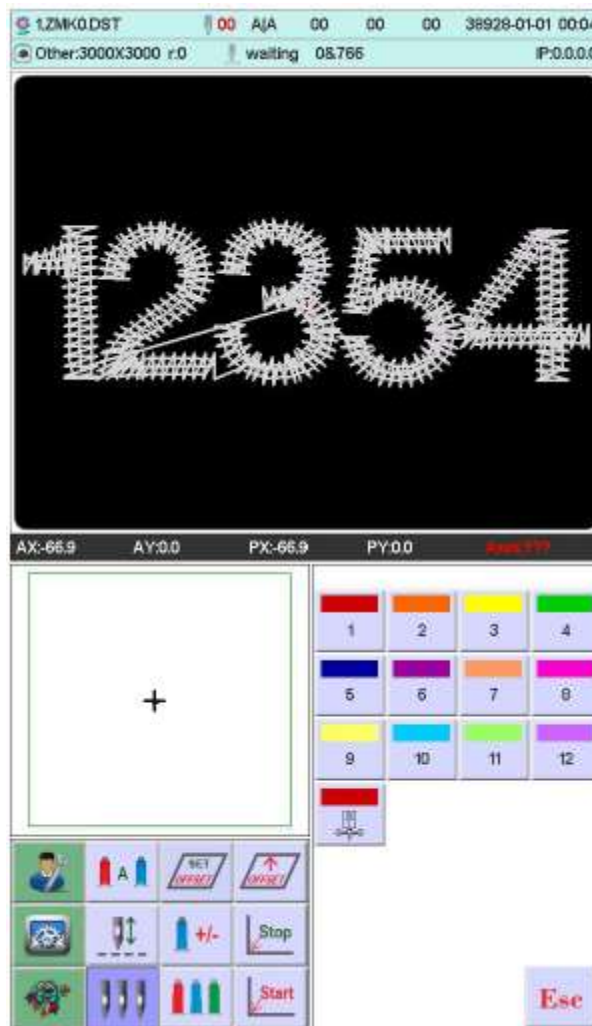 1.ZMK0.DST 00 A|A 00 00 00 38928-01-01 00:04
Other:3000X3000 r:0 waiting 0&766 IP:0.0.0.0
12354
AX:-66.9 AY:0.0 PX:-66.9 PY:0.0
1 2 3 4
5 6 7 8
9 10 11 12
A SET OFFSET OFFSET
+/- Stop
Start
Esc